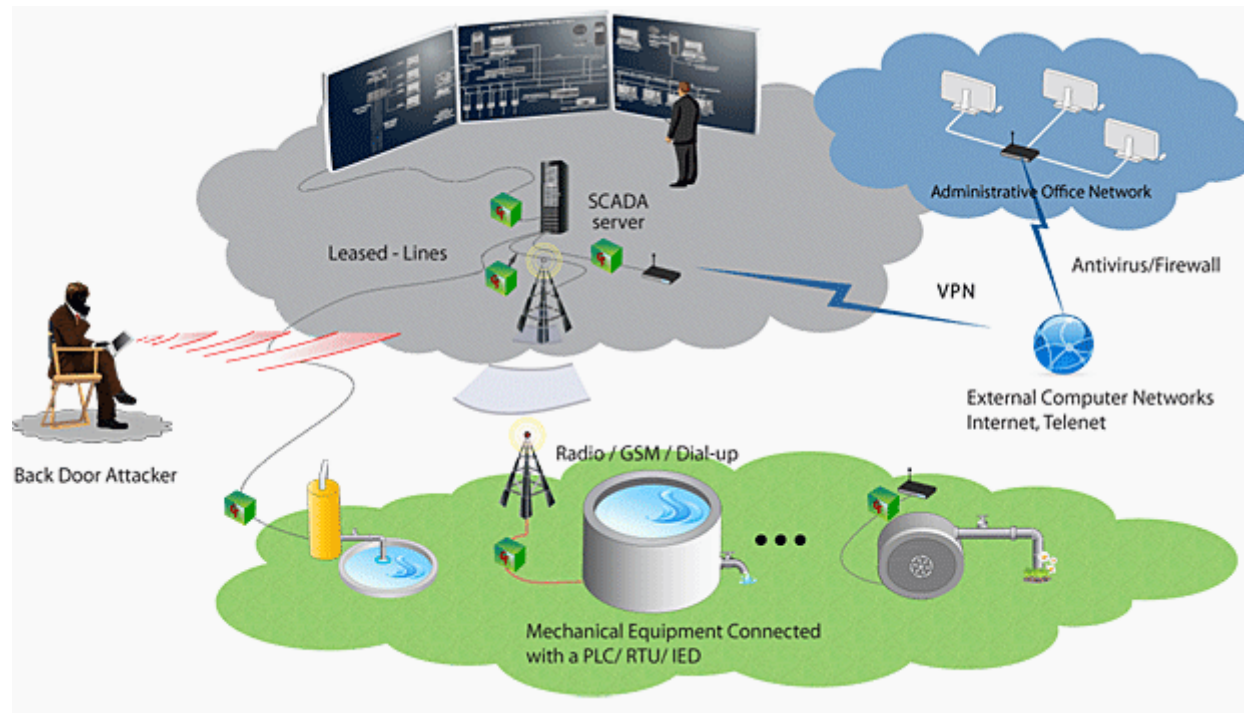 SCADA
server
Administrative Office Network
Leased - Lines
Antivirus/Firewall
VPN
External Computer Networks
Internet, Telenet
Back Door Attacker
Radio / GSM / Dial-up
Mechanical Equipment Connected
with a PLC/ RTU/ IED